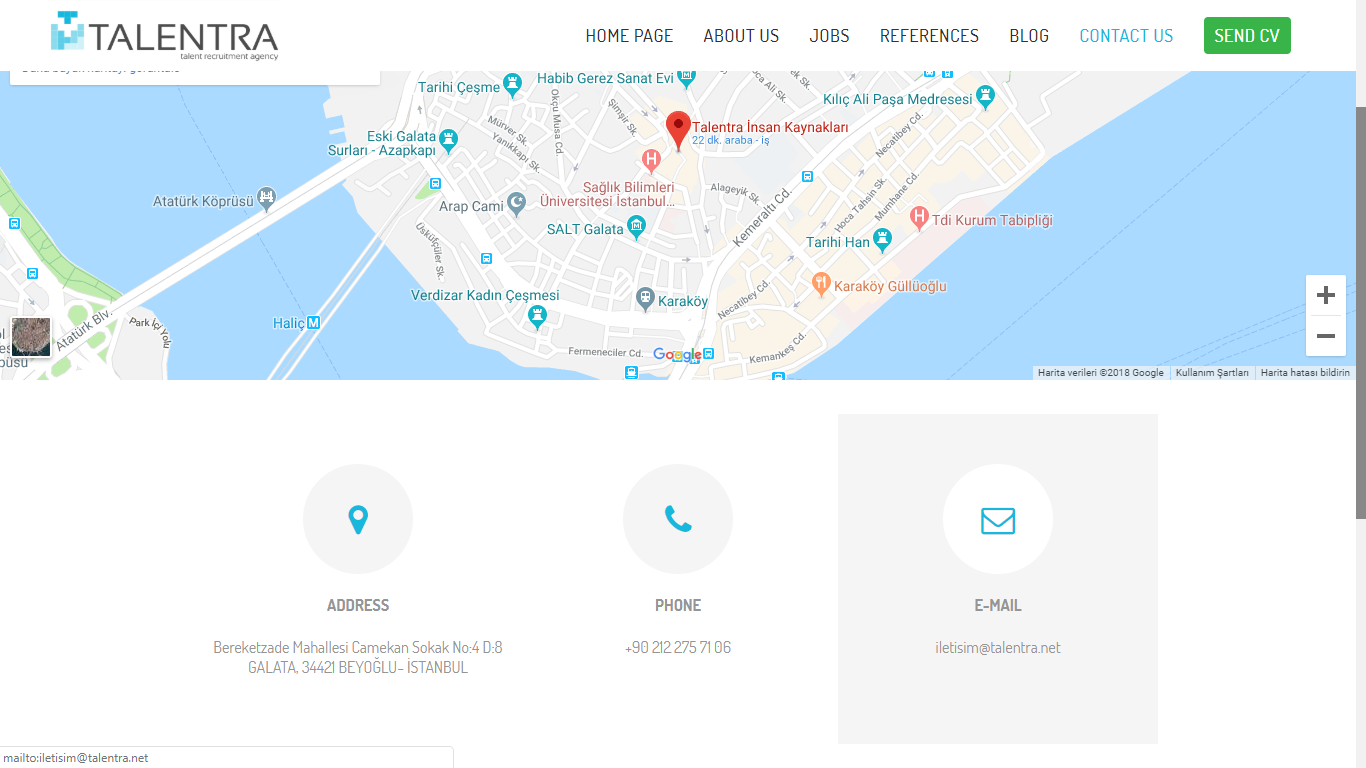 TALENTRA
talent recruitment agency
HOME PAGE
ABOUT US
JOBS
REFERENCES
BLOG
CONTACT US
SEND CV
Tarihi Çeşme
Habib Gerez Sanat Evi
Kılıç Ali Paşa Medresesi
Okçu Musa Cd.
Şimşir Sk.
Ali Sk.
Mürver Sk.
Yanıkkapı Sk.
Talentra İnsan Kaynakları
22 dk. araba - iş
Necatibey Cd.
Eski Galata
Surları - Azapkapı
Sağlık Bilimleri
Üniversitesi İstanbul...
Alageyik Sk.
Atatürk Köprüsü
Arap Cami
Kemeraltı Cd.
Hoca Tahsin Sk.
Mumhane Cd.
SALT Galata
Tdi Kurum Tabipliği
Üsküplüler Sk.
Tarihi Han
Karaköy Güllüoğlu
Verdizar Kadın Çeşmesi
Karaköy
Necatibey Cd.
Haliç
M
Atatürk Blv.
Park İçi Yolu
Fermeneciler Cd.
Google
Kemankeş Cd.
Harita verileri ©2018 Google
Kullanım Şartları
Harita hatası bildirin
ADDRESS
Bereketzade Mahallesi Camekan Sokak No:4 D:8
GALATA, 34421 BEYOĞLU- İSTANBUL
PHONE
+90 212 275 71 06
E-MAIL
iletisim@talentra.net
mailto:iletisim@talentra.net